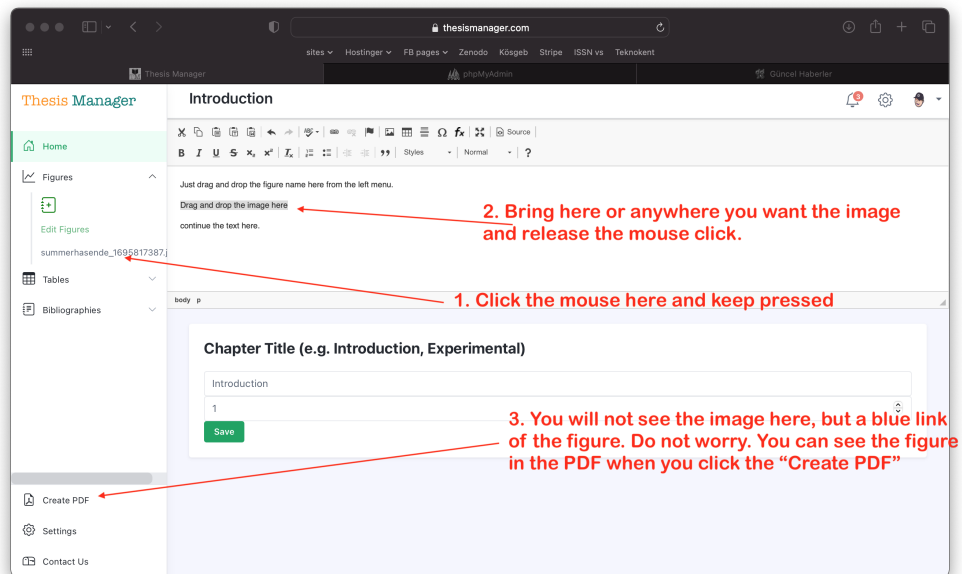 thesismanager.com
sites Hostinger FB pages Zenodo Kösgeb Stripe ISSN vs Teknokent
Thesis Manager
phpMyAdmin
Güncel Haberler
Thesis Manager
Introduction
3
Home
Source
B I U S x₂ x² Tx Styles Normal ?
Figures
Just drag and drop the figure name here from the left menu.
Drag and drop the image here
continue the text here.
2. Bring here or anywhere you want the image
and release the mouse click.
Edit Figures
summerhasende_1695817387.j
Tables
body p
1. Click the mouse here and keep pressed
Bibliographies
Chapter Title (e.g. Introduction, Experimental)
Introduction
1
Save
3. You will not see the image here, but a blue link
of the figure. Do not worry. You can see the figure
in the PDF when you click the “Create PDF”
Create PDF
Settings
Contact Us